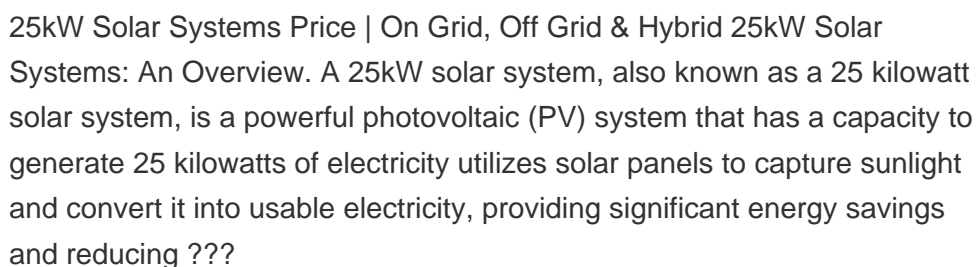 25kW Solar Systems Price | On Grid, Off Grid & Hybrid 25kW Solar
Systems: An Overview. A 25kW solar system, also known as a 25 kilowatt
solar system, is a powerful photovoltaic (PV) system that has a capacity to
generate 25 kilowatts of electricity utilizes solar panels to capture sunlight
and convert it into usable electricity, providing significant energy savings
and reducing ???